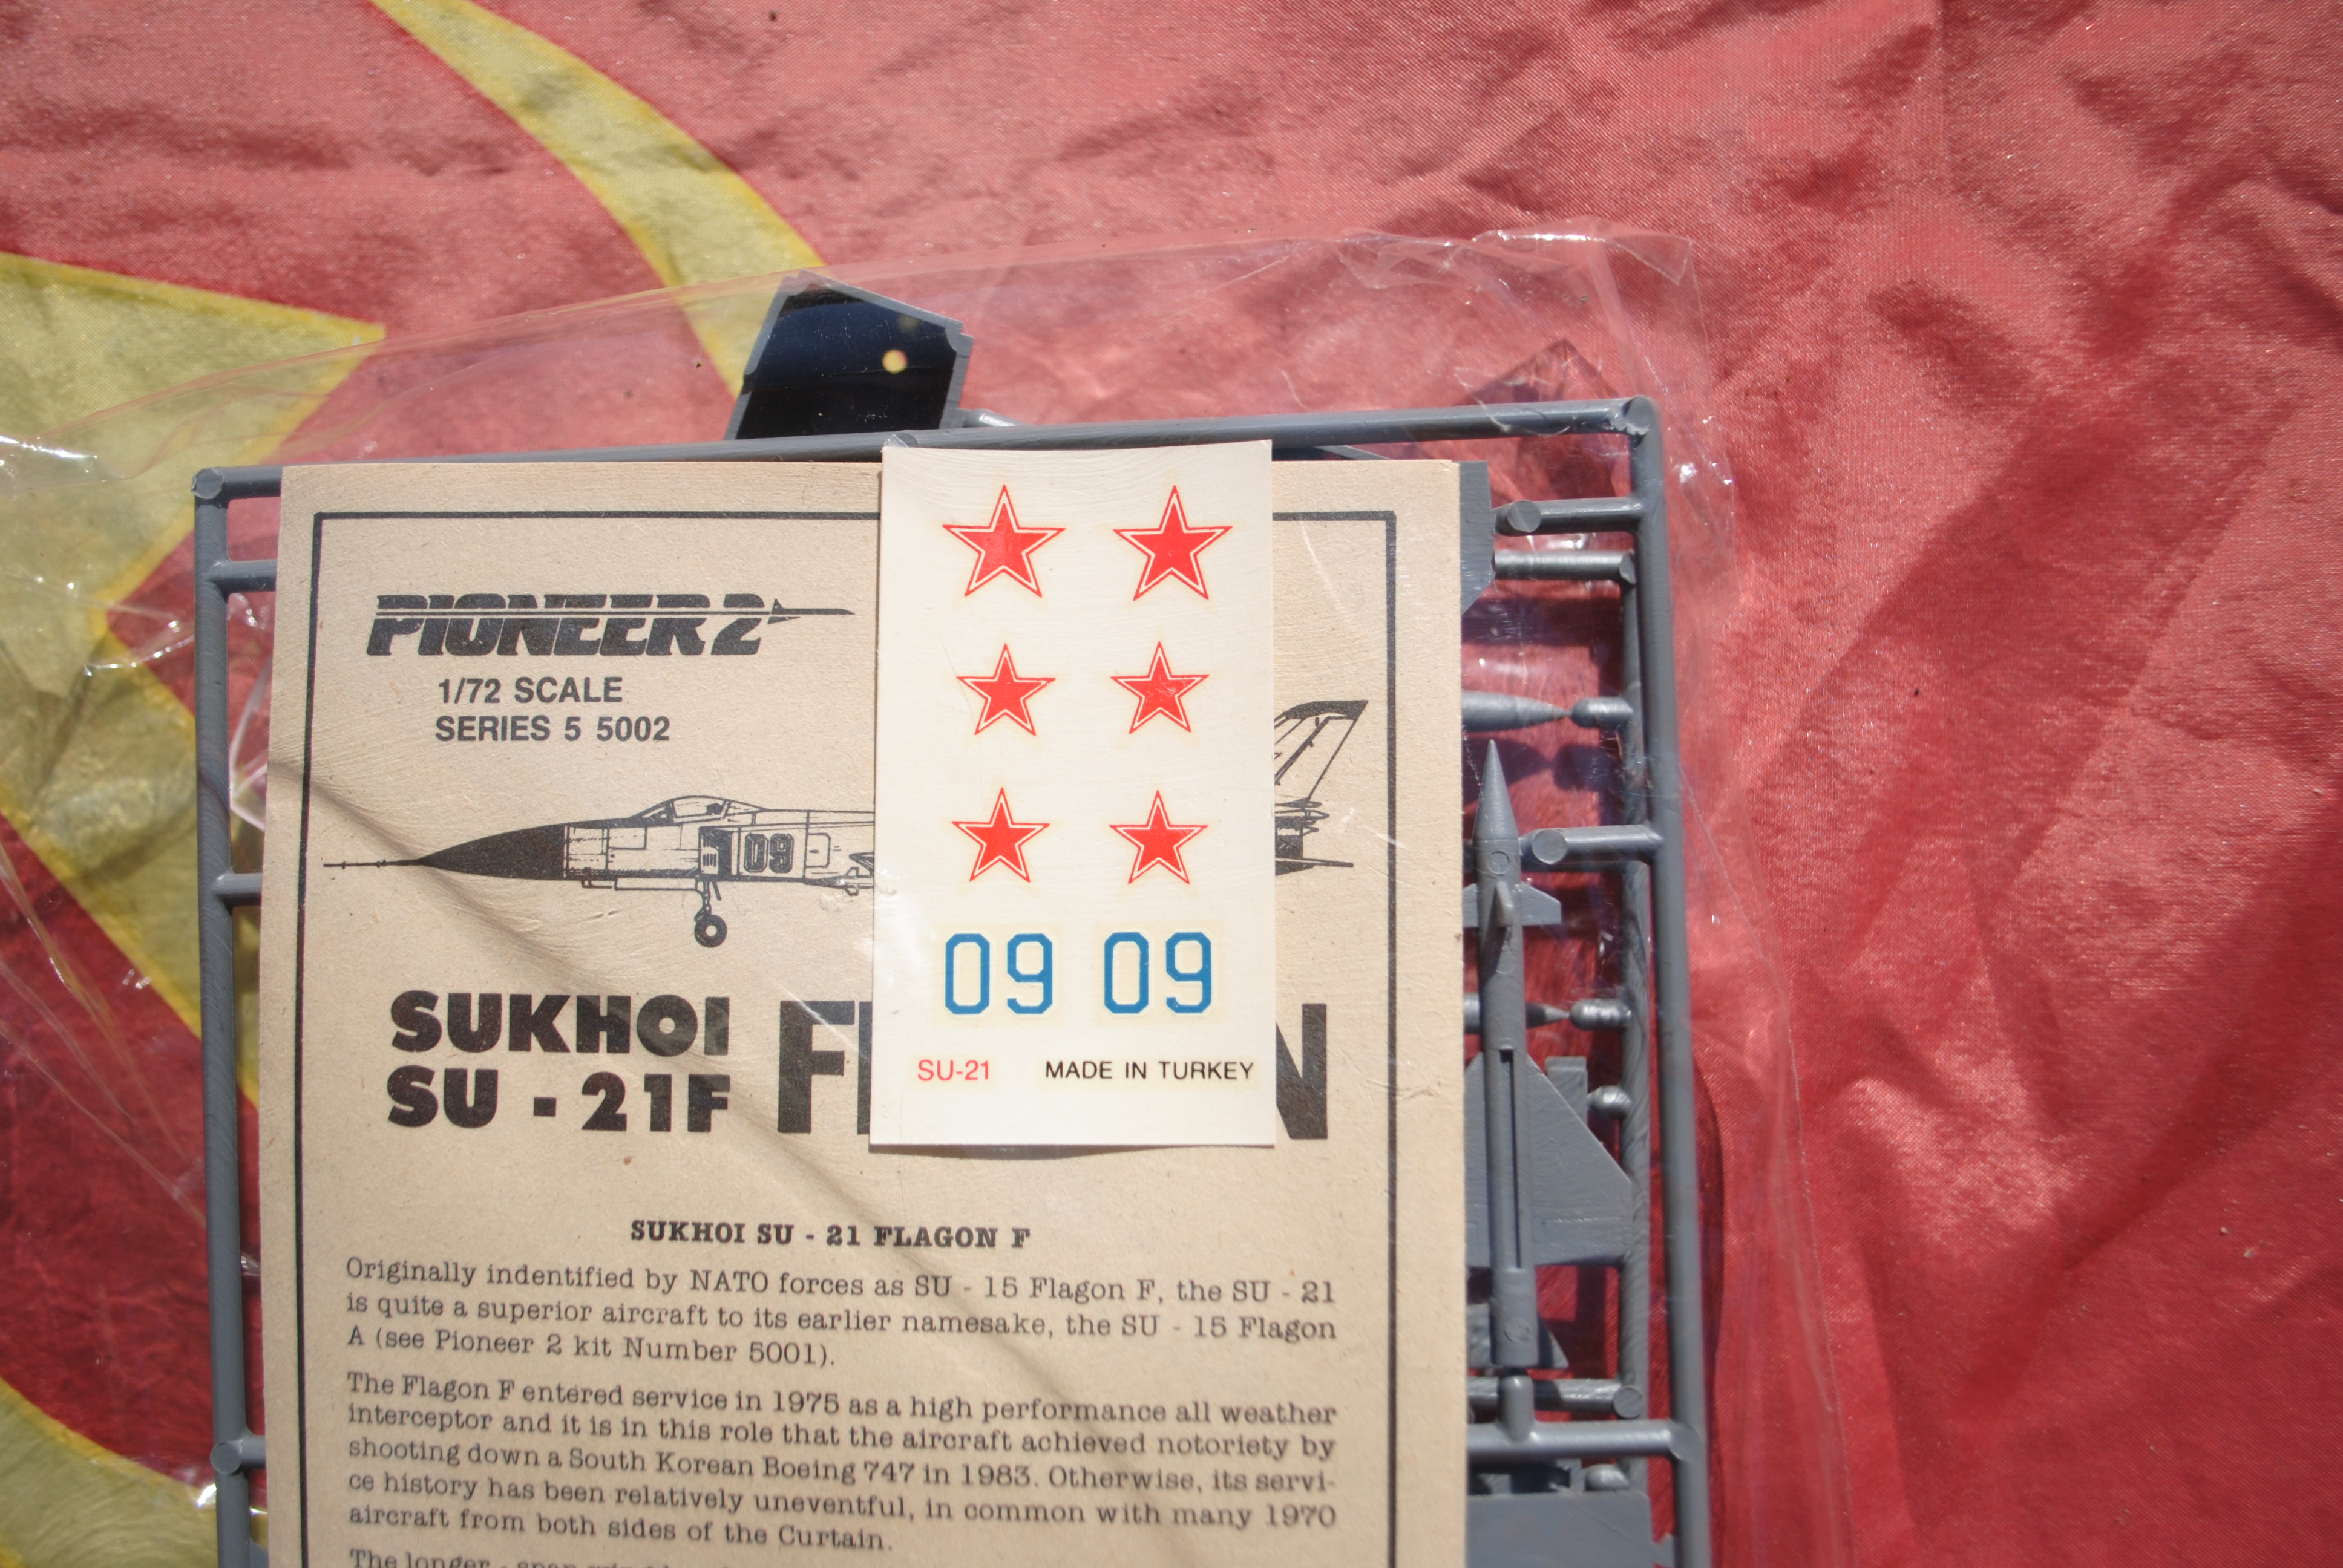 PIONEER 2
1/72 SCALE
SERIES 5 5002
09
SUKHOI
SU - 21F
09 09
SU-21 MADE IN TURKEY
SUKHOI SU - 21 FLAGON F
Originally indentified by NATO forces as SU - 15 Flagon F, the SU - 21
is quite a superior aircraft to its earlier namesake, the SU - 15 Flagon
A (see Pioneer 2 kit Number 5001).
The Flagon F entered service in 1975 as a high performance all weather
interceptor and it is in this role that the aircraft achieved notoriety by
shooting down a South Korean Boeing 747 in 1983. Otherwise, its servi-
ce history has been relatively uneventful, in common with many 1970
aircraft from both sides of the Curtain.
The longer - span